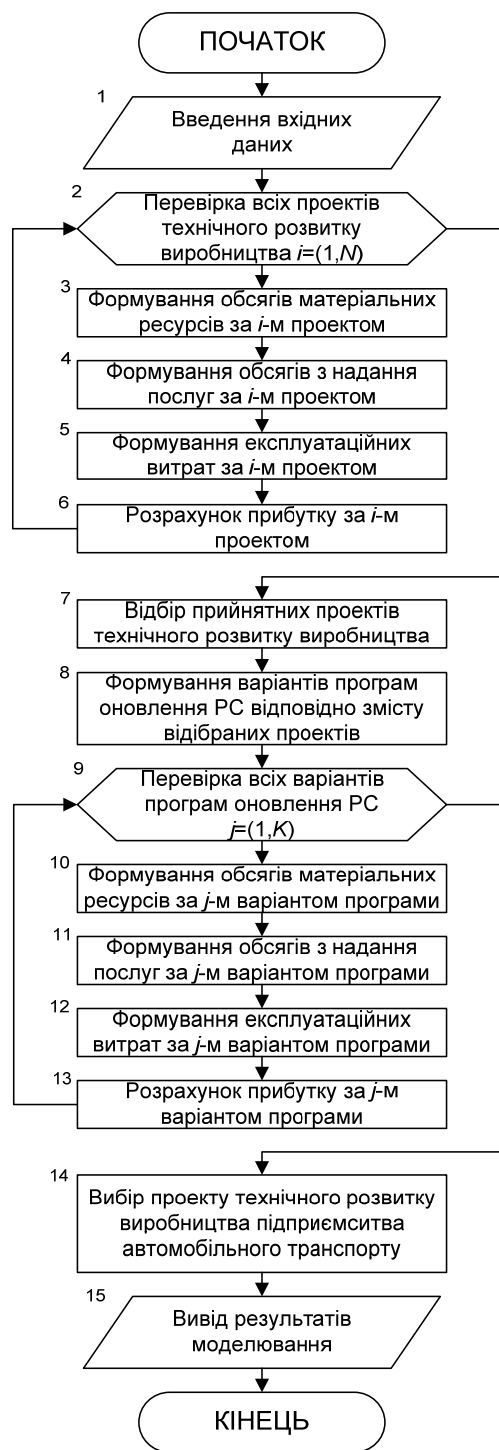 ПОЧАТОК
1
Введення вхідних
даних
2
Перевірка всіх проектів
технічного розвитку
виробництва i=(1,N)
3
Формування обсягів матеріальних
ресурсів за i-м проектом
4
Формування обсягів з надання
послуг за i-м проектом
5
Формування експлуатаційних
витрат за i-м проектом
6
Розрахунок прибутку за i-м
проектом
7
Відбір прийнятних проектів
технічного розвитку виробництва
8
Формування варіантів програм
оновлення РС відповідно змісту
відібраних проектів
9
Перевірка всіх варіантів
програм оновлення РС
j=(1,K)
10
Формування обсягів матеріальних
ресурсів за j-м варіантом програми
11
Формування обсягів з надання
послуг за j-м варіантом програми
12
Формування експлуатаційних
витрат за j-м варіантом програми
13
Розрахунок прибутку за j-м
варіантом програми
14
Вибір проекту технічного розвитку
виробництва підприємситва
автомобільного транспорту
15
Вивід результатів
моделювання
КІНЕЦЬ